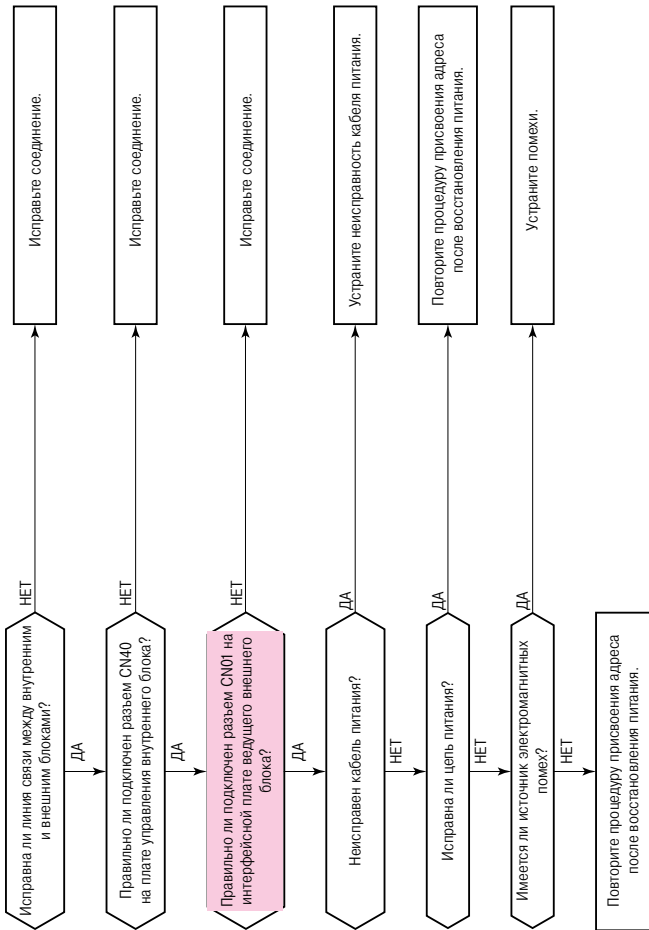 Исправна ли линия связи между внутренним
и внешним блоками?
НЕТ
Исправьте соединение.
ДА
Правильно ли подключен разъем CN40
на плате управления внутреннего блока?
НЕТ
Исправьте соединение.
ДА
Правильно ли подключен разъем CN01 на
интерфейсной плате ведущего внешнего
блока?
НЕТ
Исправьте соединение.
ДА
Неисправен кабель питания?
ДА
Устраните неисправность кабеля питания.
НЕТ
Исправна ли цепь питания?
ДА
Повторите процедуру присвоения адреса
после восстановления питания.
НЕТ
Имеется ли источник электромагнитных
помех?
ДА
Устраните помехи.
НЕТ
Повторите процедуру присвоения адреса
после восстановления питания.